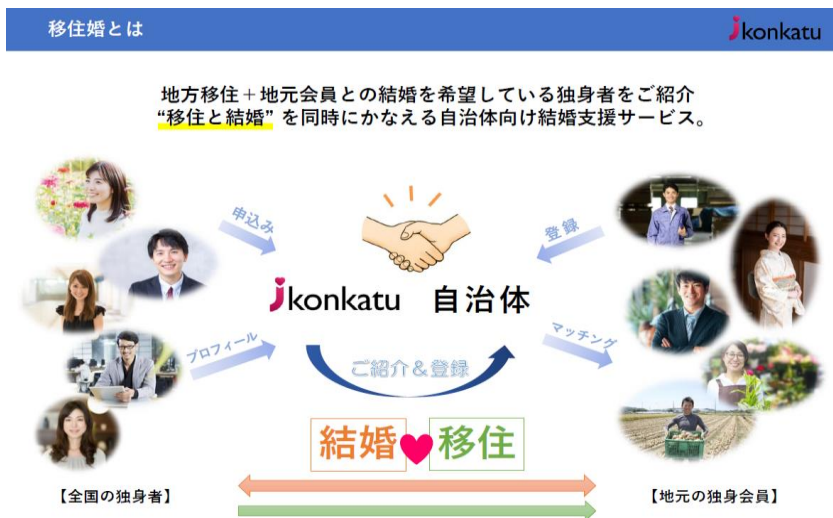 移住婚とは
jkonkatu
地方移住＋地元会員との結婚を希望している独身者をご紹介
“移住と結婚” を同時にかなえる自治体向け結婚支援サービス。
申込み
登録
jkonkatu 自治体
プロフィール
マッチング
ご紹介＆登録
結婚 移住
【全国の独身者】
【地元の独身会員】